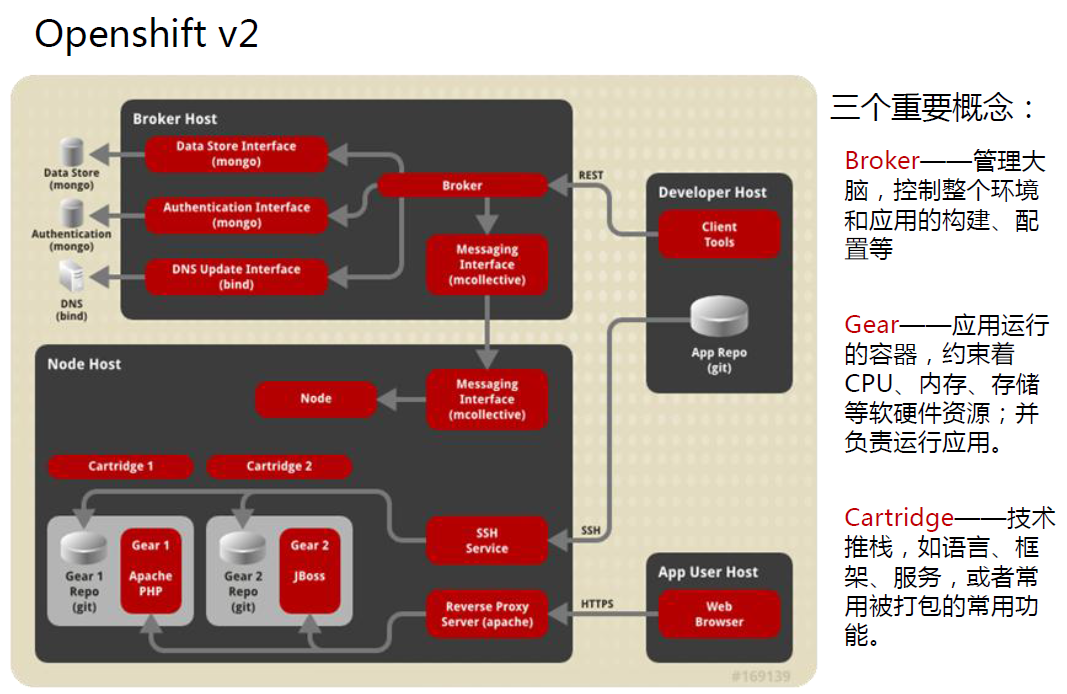 Openshift v2
Broker Host
Data Store Interface
(mongo)
Data Store
(mongo)
Authentication Interface
(mongo)
Authentication
(mongo)
DNS Update Interface
(bind)
DNS
(bind)
Broker
Messaging
Interface
(mcollective)
REST
Developer Host
Client
Tools
App Repo
(git)
Node Host
Messaging
Interface
(mcollective)
Node
Cartridge 1
Cartridge 2
Gear 1
Repo
(git)
Gear 1
Apache
PHP
Gear 2
Repo
(git)
Gear 2
JBoss
SSH
Service
SSH
Reverse Proxy
Server (apache)
HTTPS
App User Host
Web
Browser
#169139
三个重要概念：
Broker——管理大
脑，控制整个环境
和应用的构建、配
置等
Gear——应用运行
的容器，约束着
CPU、内存、存储
等软硬件资源；并
负责运行应用。
Cartridge——技术
推栈，如语言、框
架、服务，或者常
用被打包的常用功
能。